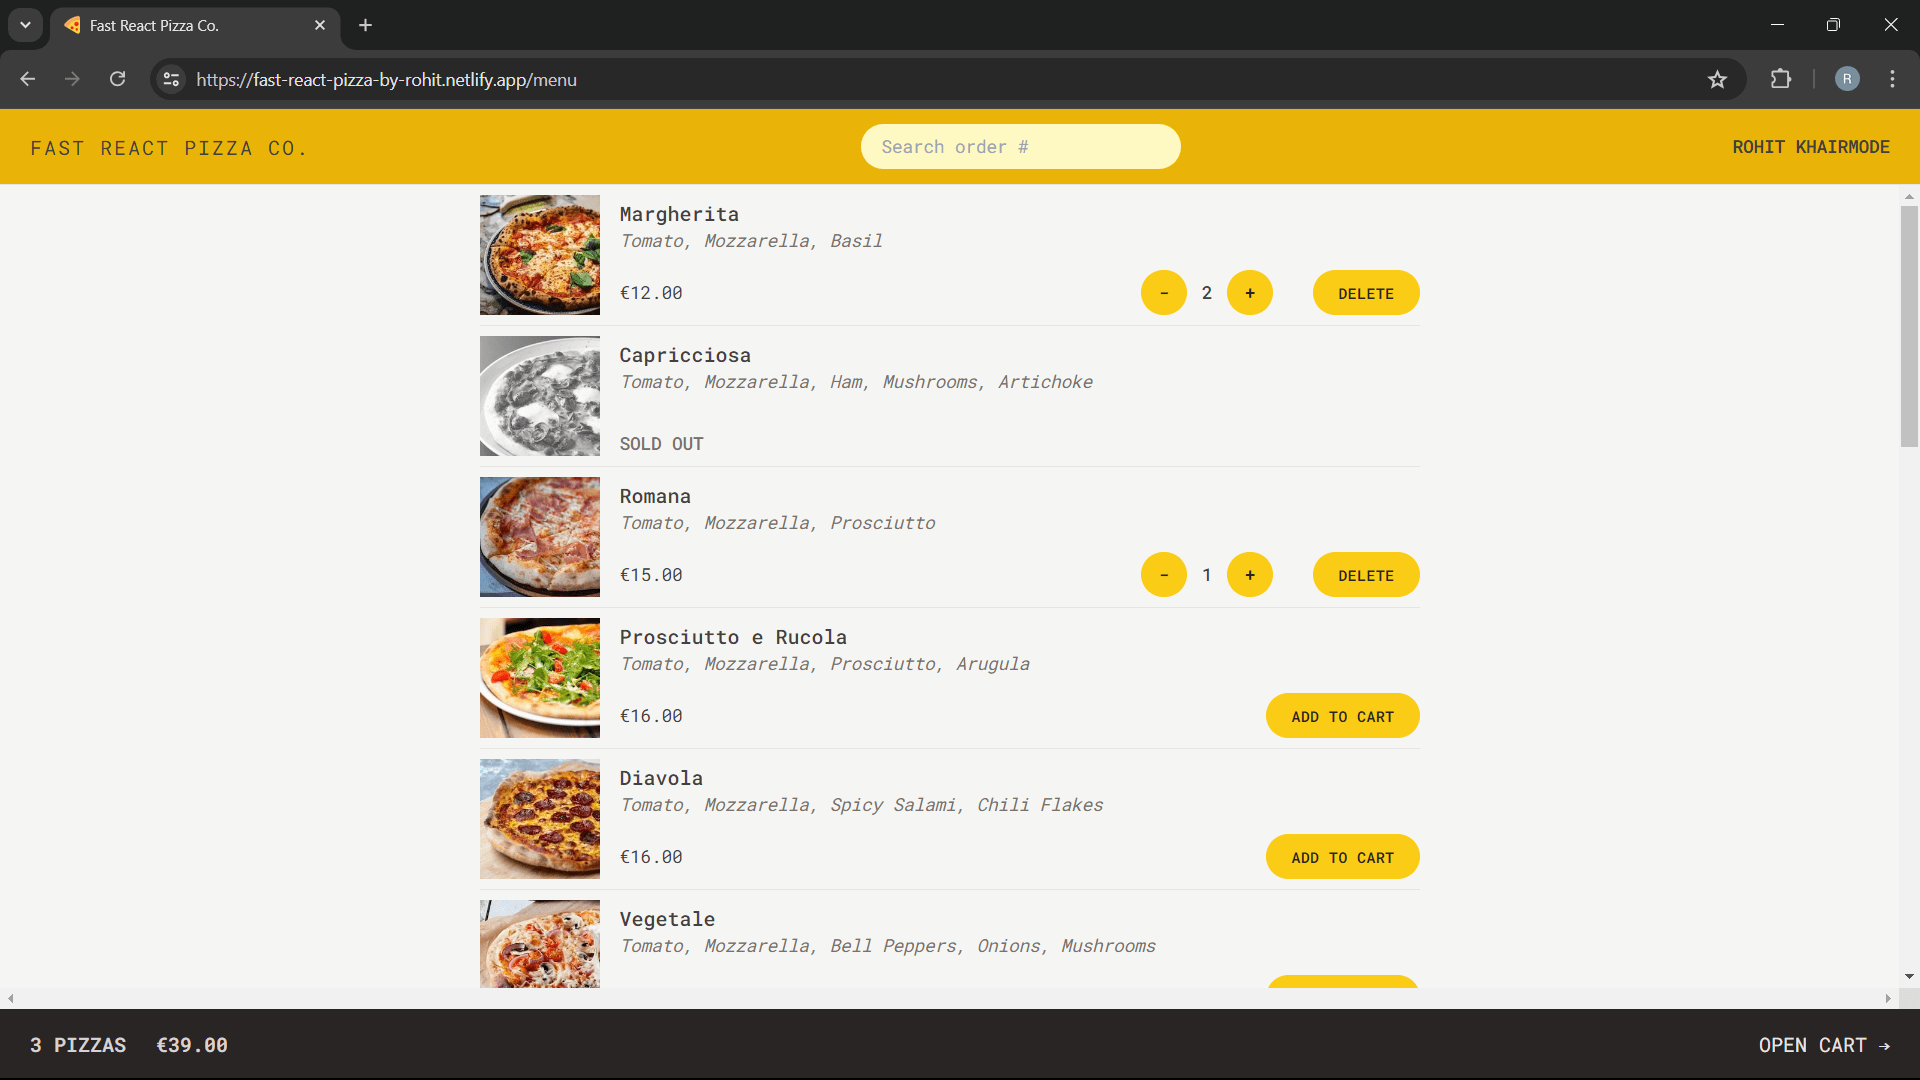 Fast React Pizza Co.
https://fast-react-pizza-by-rohit.netlify.app/menu
R
FAST REACT PIZZA CO.
Search order #
ROHIT KHAIRMODE
Margherita
Tomato, Mozzarella, Basil
€12.00
- 2 + DELETE
Capricciosa
Tomato, Mozzarella, Ham, Mushrooms, Artichoke
SOLD OUT
Romana
Tomato, Mozzarella, Prosciutto
€15.00
- 1 + DELETE
Prosciutto e Rucola
Tomato, Mozzarella, Prosciutto, Arugula
€16.00
ADD TO CART
Diavola
Tomato, Mozzarella, Spicy Salami, Chili Flakes
€16.00
ADD TO CART
Vegetale
Tomato, Mozzarella, Bell Peppers, Onions, Mushrooms
3 PIZZAS €39.00
OPEN CART →